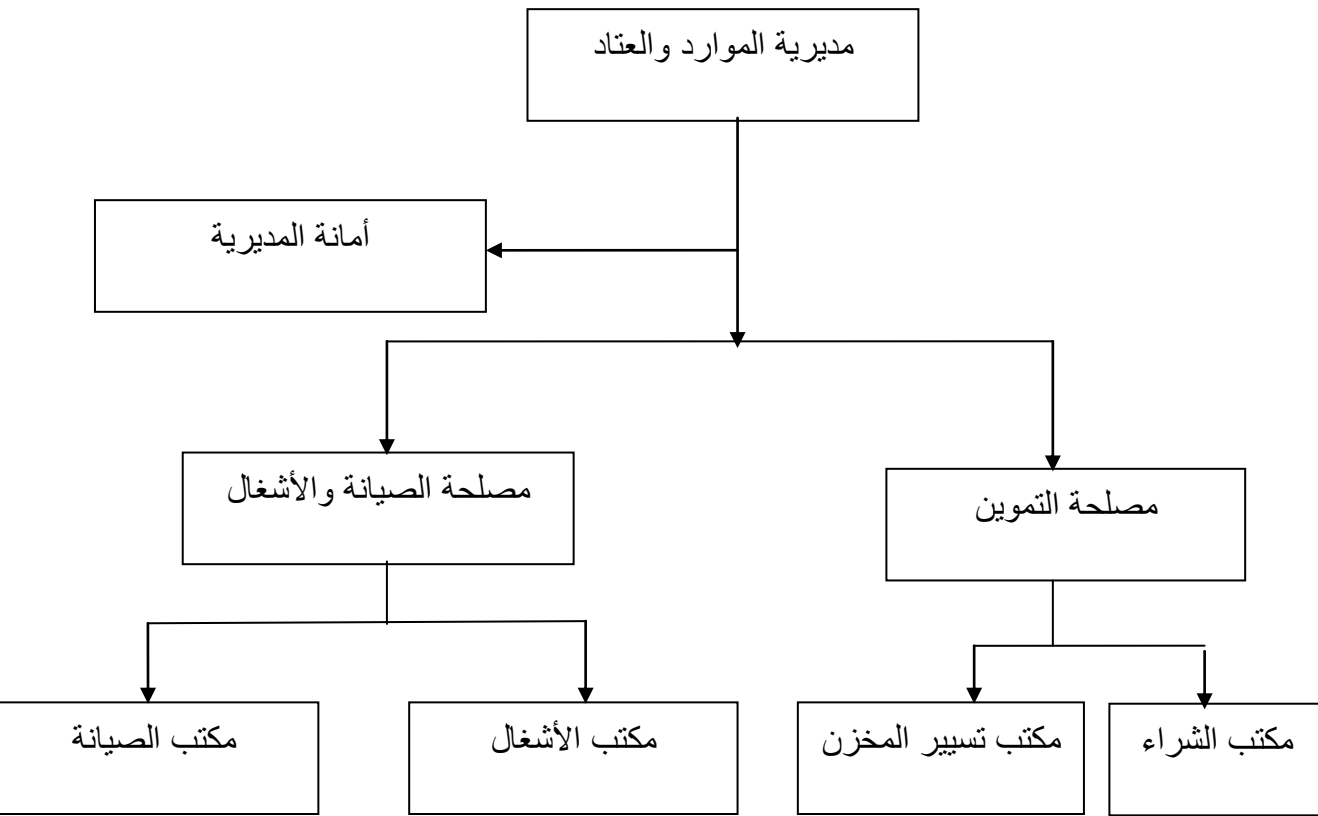 مديرية الموارد والعتاد
أمانة المديرية
مصلحة التموين
مصلحة الصيانة والأشغال
مكتب الشراء
مكتب تسيير المخزن
مكتب الأشغال
مكتب الصيانة